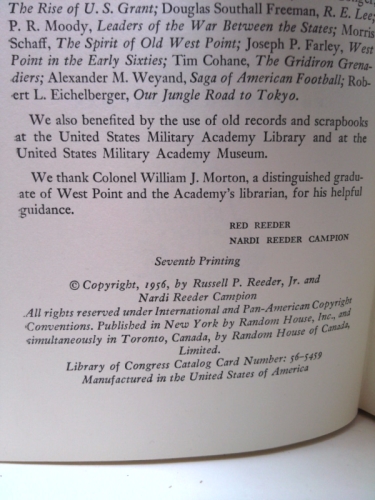 The Rise of U. S. Grant; Douglas Southall Freeman, R. E. Lee;
P. R. Moody, Leaders of the War Between the States; Morris
Schaff, The Spirit of Old West Point; Joseph P. Farley, West
Point in the Early Sixties; Tim Cohane, The Gridiron Grena-
diers; Alexander M. Weyand, Saga of American Football; Rob-
ert L. Eichelberger, Our Jungle Road to Tokyo.
We also benefited by the use of old records and scrapbooks
at the United States Military Academy Library and at the
United States Military Academy Museum.
We thank Colonel William J. Morton, a distinguished gradu-
ate of West Point and the Academy's librarian, for his helpful
guidance.
RED REEDER
NARDI REEDER CAMPION
Seventh Printing
© Copyright, 1956, by Russell P. Reeder, Jr. and
Nardi Reeder Campion
All rights reserved under International and Pan-American Copyright
Conventions. Published in New York by Random House, Inc., and
simultaneously in Toronto, Canada, by Random House of Canada,
Limited.
Library of Congress Catalog Card Number: 56-5459
Manufactured in the United States of America